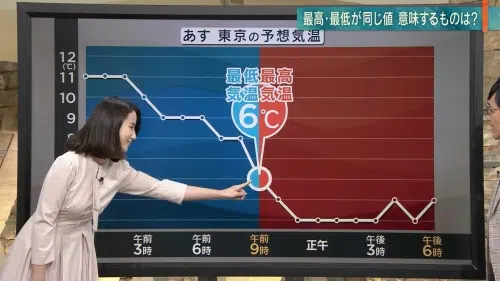 最高・最低が同じ値 意味するものは?
あす 東京の予想気温
12
(℃)
11
10
9
8
最低気温
最高気温
6℃
午前3時
午前6時
午前9時
正午
午後3時
午後6時